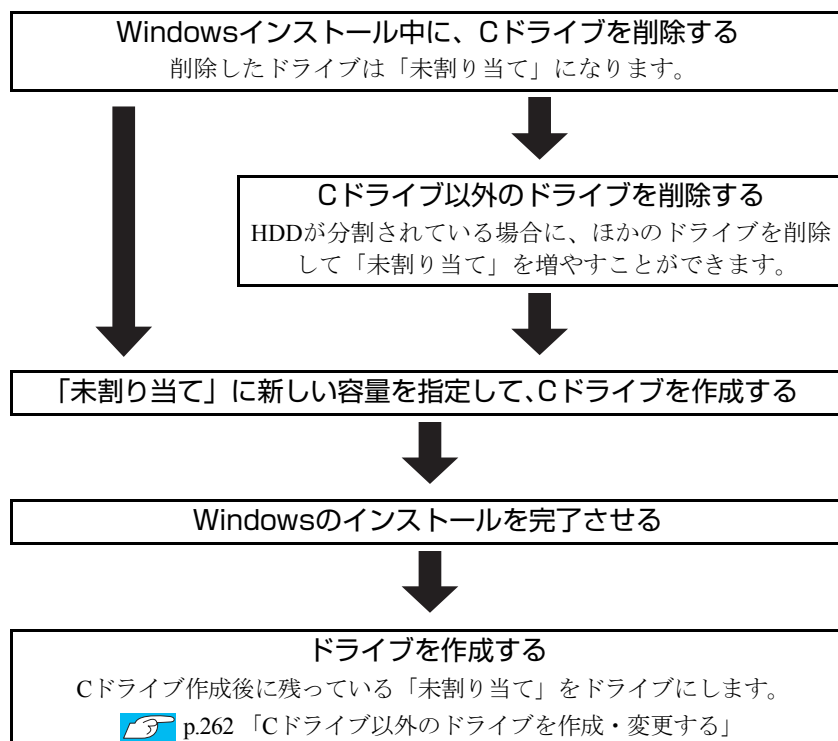 Windowsインストール中に、Cドライブを削除する
削除したドライブは「未割り当て」になります。
Cドライブ以外のドライブを削除する
HDDが分割されている場合に、ほかのドライブを削除
して「未割り当て」を増やすことができます。
「未割り当て」に新しい容量を指定して、Cドライブを作成する
Windowsのインストールを完了させる
ドライブを作成する
Cドライブ作成後に残っている「未割り当て」をドライブにします。
p.262 「Cドライブ以外のドライブを作成・変更する」